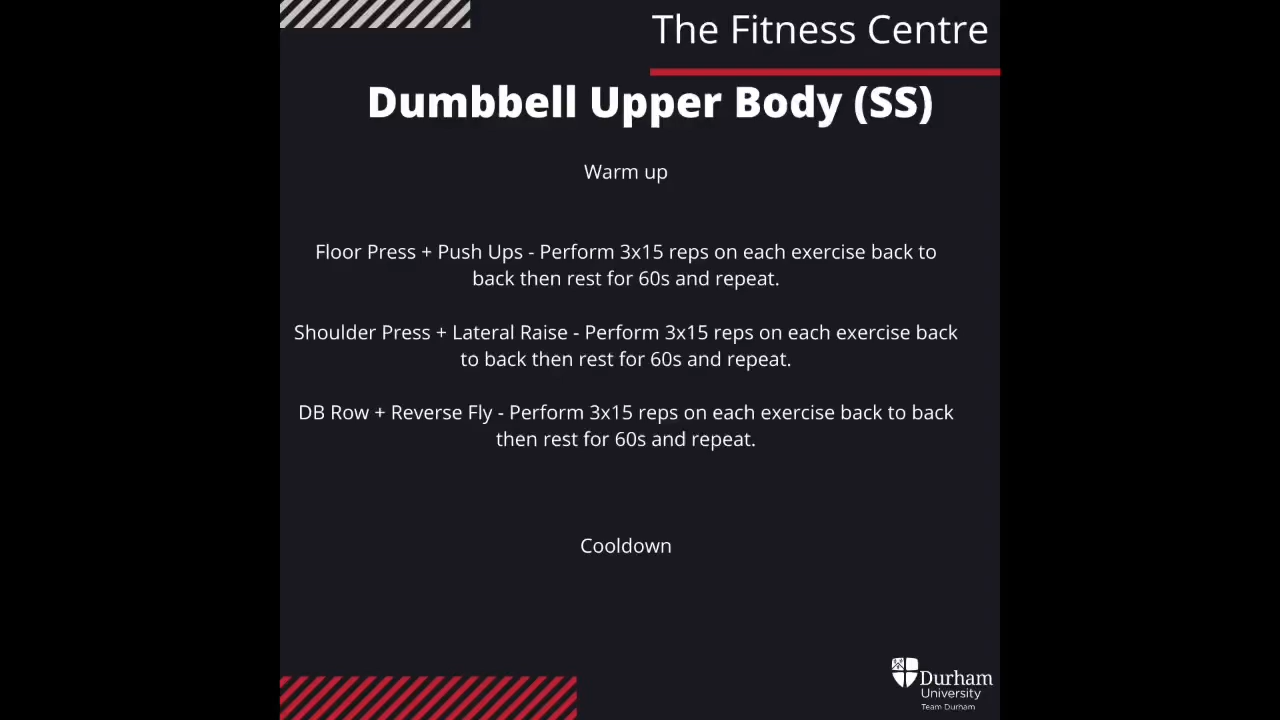 The Fitness Centre
Dumbbell Upper Body (SS)
Warm up
Floor Press + Push Ups - Perform 3x15 reps on each exercise back to
back then rest for 60s and repeat.
Shoulder Press + Lateral Raise - Perform 3x15 reps on each exercise back
to back then rest for 60s and repeat.
DB Row + Reverse Fly - Perform 3x15 reps on each exercise back to back
then rest for 60s and repeat.
Cooldown
Durham
University
Team Durham